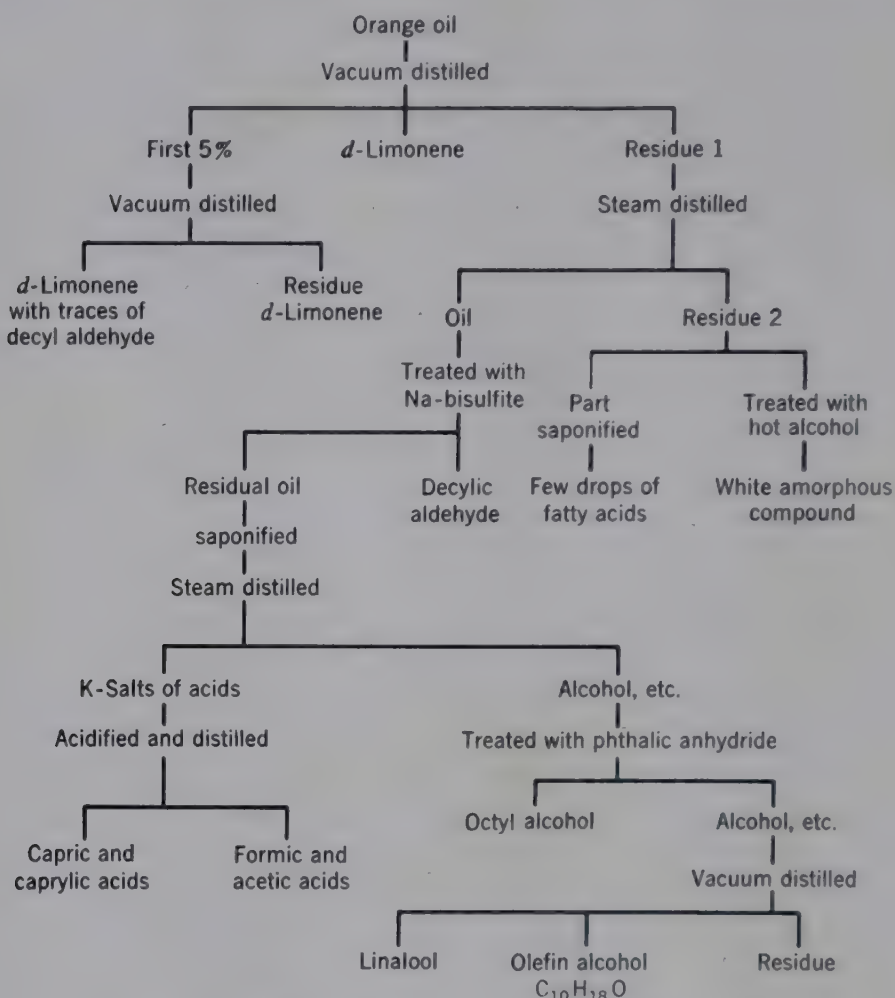 Orange oil
Vacuum distilled
First 5%
d-Limonene
Residue 1
Vacuum distilled
Steam distilled
d-Limonene
with traces of
decyl aldehyde
Residue
d-Limonene
Oil
Residue 2
Treated with
Na-bisulfite
Part
saponified
Treated with
hot alcohol
Residual oil
Decylic
aldehyde
Few drops of
fatty acids
White amorphous
compound
saponified
Steam distilled
K-Salts of acids
Alcohol, etc.
Acidified and distilled
Treated with phthalic anhydride
Octyl alcohol
Alcohol, etc.
Capric and
caprylic acids
Formic and
acetic acids
Vacuum distilled
Linalool
Olefin alcohol
C₁₀H₁₈O
Residue